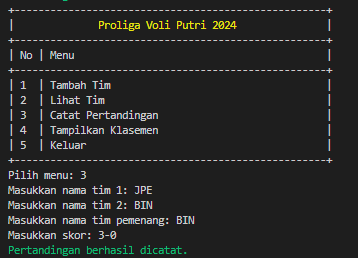 Proliga Voli Putri 2024
No | Menu
1 | Tambah Tim
2 | Lihat Tim
3 | Catat Pertandingan
4 | Tampilkan Klasemen
5 | Keluar
Pilih menu: 3
Masukkan nama tim 1: JPE
Masukkan nama tim 2: BIN
Masukkan nama tim pemenang: BIN
Masukkan skor: 3-0
Pertandingan berhasil dicatat.